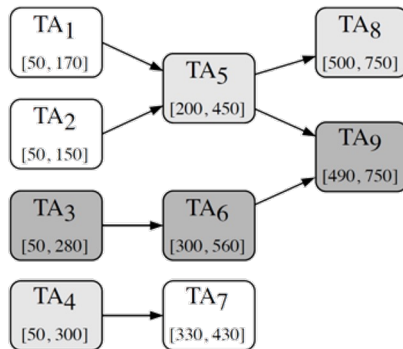 TA1
[50, 170]
TA2
[50, 150]
TA3
[50, 280]
TA4
[50, 300]
TA5
[200, 450]
TA6
[300, 560]
TA7
[330, 430]
TA8
[500, 750]
TA9
[490, 750]